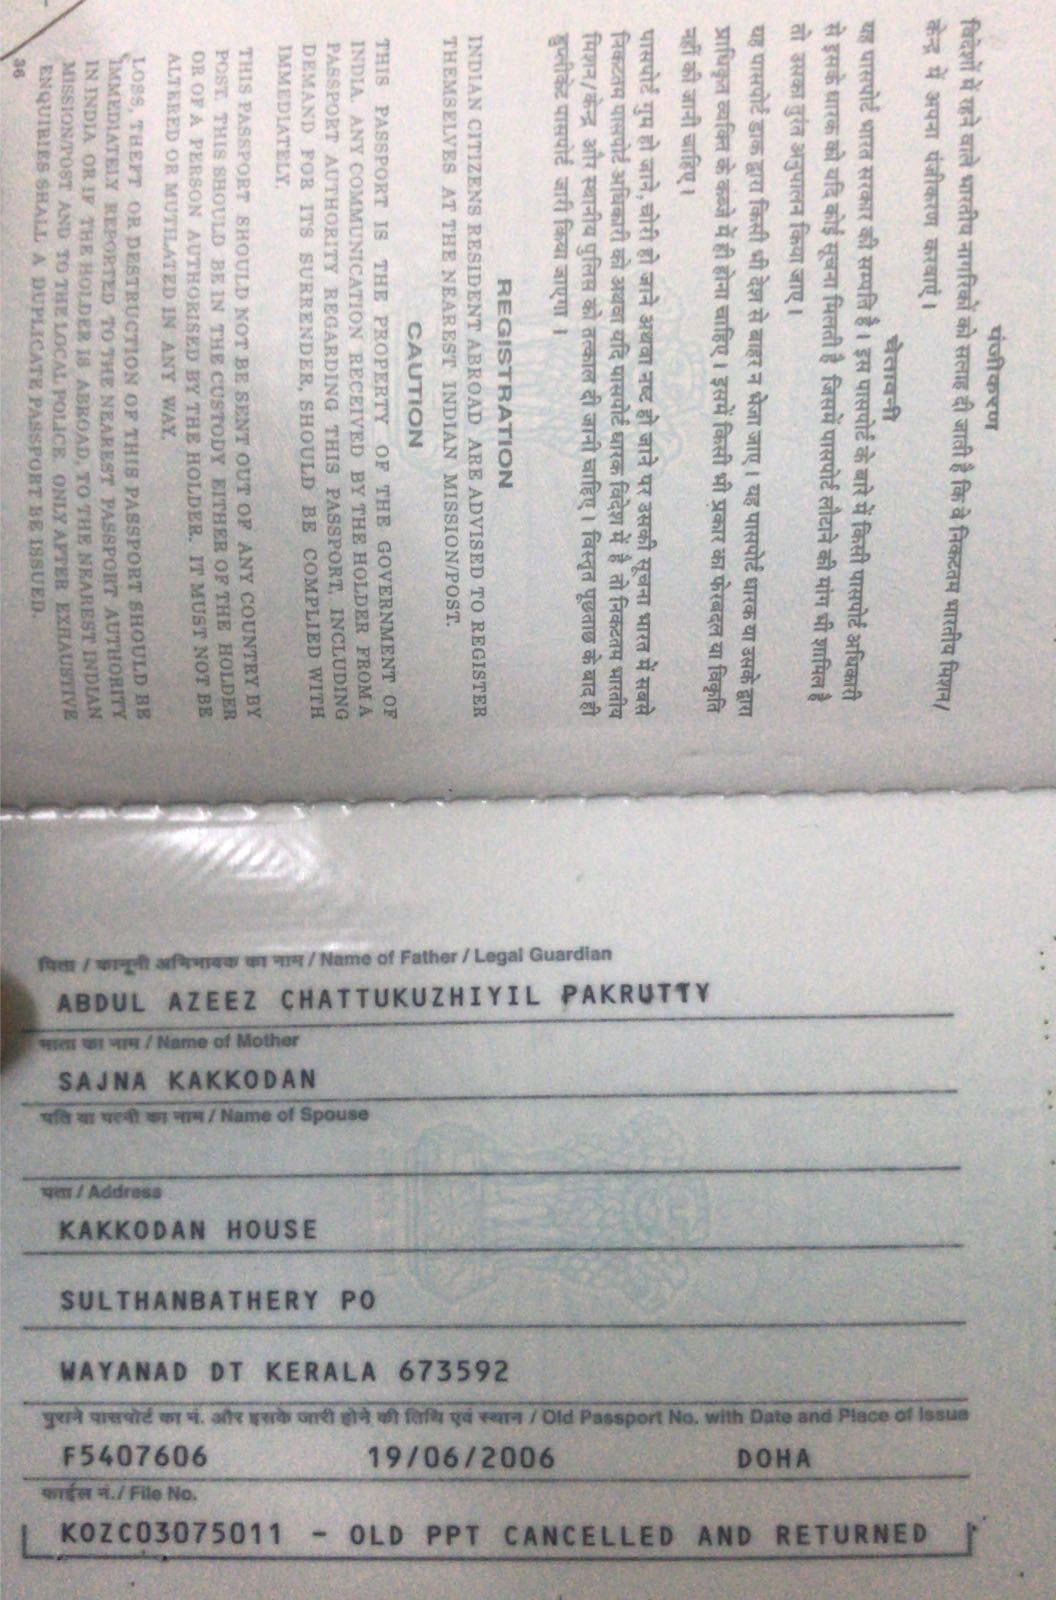 पंजीकरण
विदेशों में रहने वाले भारतीय नागरिकों को सलाह दी जाती है कि वे निकटतम भारतीय मिशन/
केन्द्र में अपना पंजीकरण करवाएं।
चेतावनी
यह पासपोर्ट भारत सरकार की सम्पत्ति है। इस पासपोर्ट के बारे में किसी पासपोर्ट अधिकारी
से इसके धारक को यदि कोई सूचना मिलती है जिसमें पासपोर्ट लौटाने की मांग भी शामिल है
तो उसका तुरंत अनुपालन किया जाए।
यह पासपोर्ट डाक द्वारा किसी भी देश से बाहर न भेजा जाए। यह पासपोर्ट धारक या उसके द्वारा
प्राधिकृत व्यक्ति के कब्जे में ही होना चाहिए। इसमें किसी भी प्रकार का फेरबदल या विकृति
नहीं की जानी चाहिए।
पासपोर्ट गुम हो जाने, चोरी हो जाने अथवा नष्ट हो जाने पर उसकी सूचना भारत में सबसे
निकटतम पासपोर्ट अधिकारी को अथवा यदि पासपोर्ट धारक विदेश में है तो निकटतम भारतीय
मिशन/केन्द्र और स्थानीय पुलिस को तत्काल दी जानी चाहिए। विस्तृत पूछताछ के बाद ही
डुप्लीकेट पासपोर्ट जारी किया जाएगा।
REGISTRATION
INDIAN CITIZENS RESIDENT ABROAD ARE ADVISED TO REGISTER
THEMSELVES AT THE NEAREST INDIAN MISSION/POST.
CAUTION
THIS PASSPORT IS THE PROPERTY OF THE GOVERNMENT OF
INDIA. ANY COMMUNICATION RECEIVED BY THE HOLDER FROM A
PASSPORT AUTHORITY REGARDING THIS PASSPORT, INCLUDING
DEMAND FOR ITS SURRENDER, SHOULD BE COMPLIED WITH
IMMEDIATELY.
THIS PASSPORT SHOULD NOT BE SENT OUT OF ANY COUNTRY BY
POST. THIS SHOULD BE IN THE CUSTODY EITHER OF THE HOLDER
OR OF A PERSON AUTHORISED BY THE HOLDER. IT MUST NOT BE
ALTERED OR MUTILATED IN ANY WAY.
LOSS, THEFT OR DESTRUCTION OF THIS PASSPORT SHOULD BE
IMMEDIATELY REPORTED TO THE NEAREST PASSPORT AUTHORITY
IN INDIA OR IF THE HOLDER IS ABROAD, TO THE NEAREST INDIAN
MISSION/POST AND TO THE LOCAL POLICE. ONLY AFTER EXHAUSTIVE
ENQUIRIES SHALL A DUPLICATE PASSPORT BE ISSUED.
36
पिता / कानूनी अभिभावक का नाम / Name of Father / Legal Guardian
ABDUL AZEEZ CHATTUKUZHIYIL PAKRUTTY
माता का नाम / Name of Mother
SAJNA KAKKODAN
पति या पत्नी का नाम / Name of Spouse
पता / Address
KAKKODAN HOUSE
SULTHANBATHERY PO
WAYANAD DT KERALA 673592
पुराने पासपोर्ट का नं. और इसके जारी होने की तिथि एवं स्थान / Old Passport No. with Date and Place of Issue
F5407606 19/06/2006 DOHA
फाईल नं./ File No.
KOZC03075011 - OLD PPT CANCELLED AND RETURNED